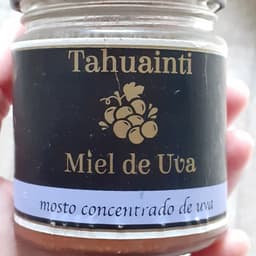 Tahuainti
Miel de Uva
mosto concentrado de uva